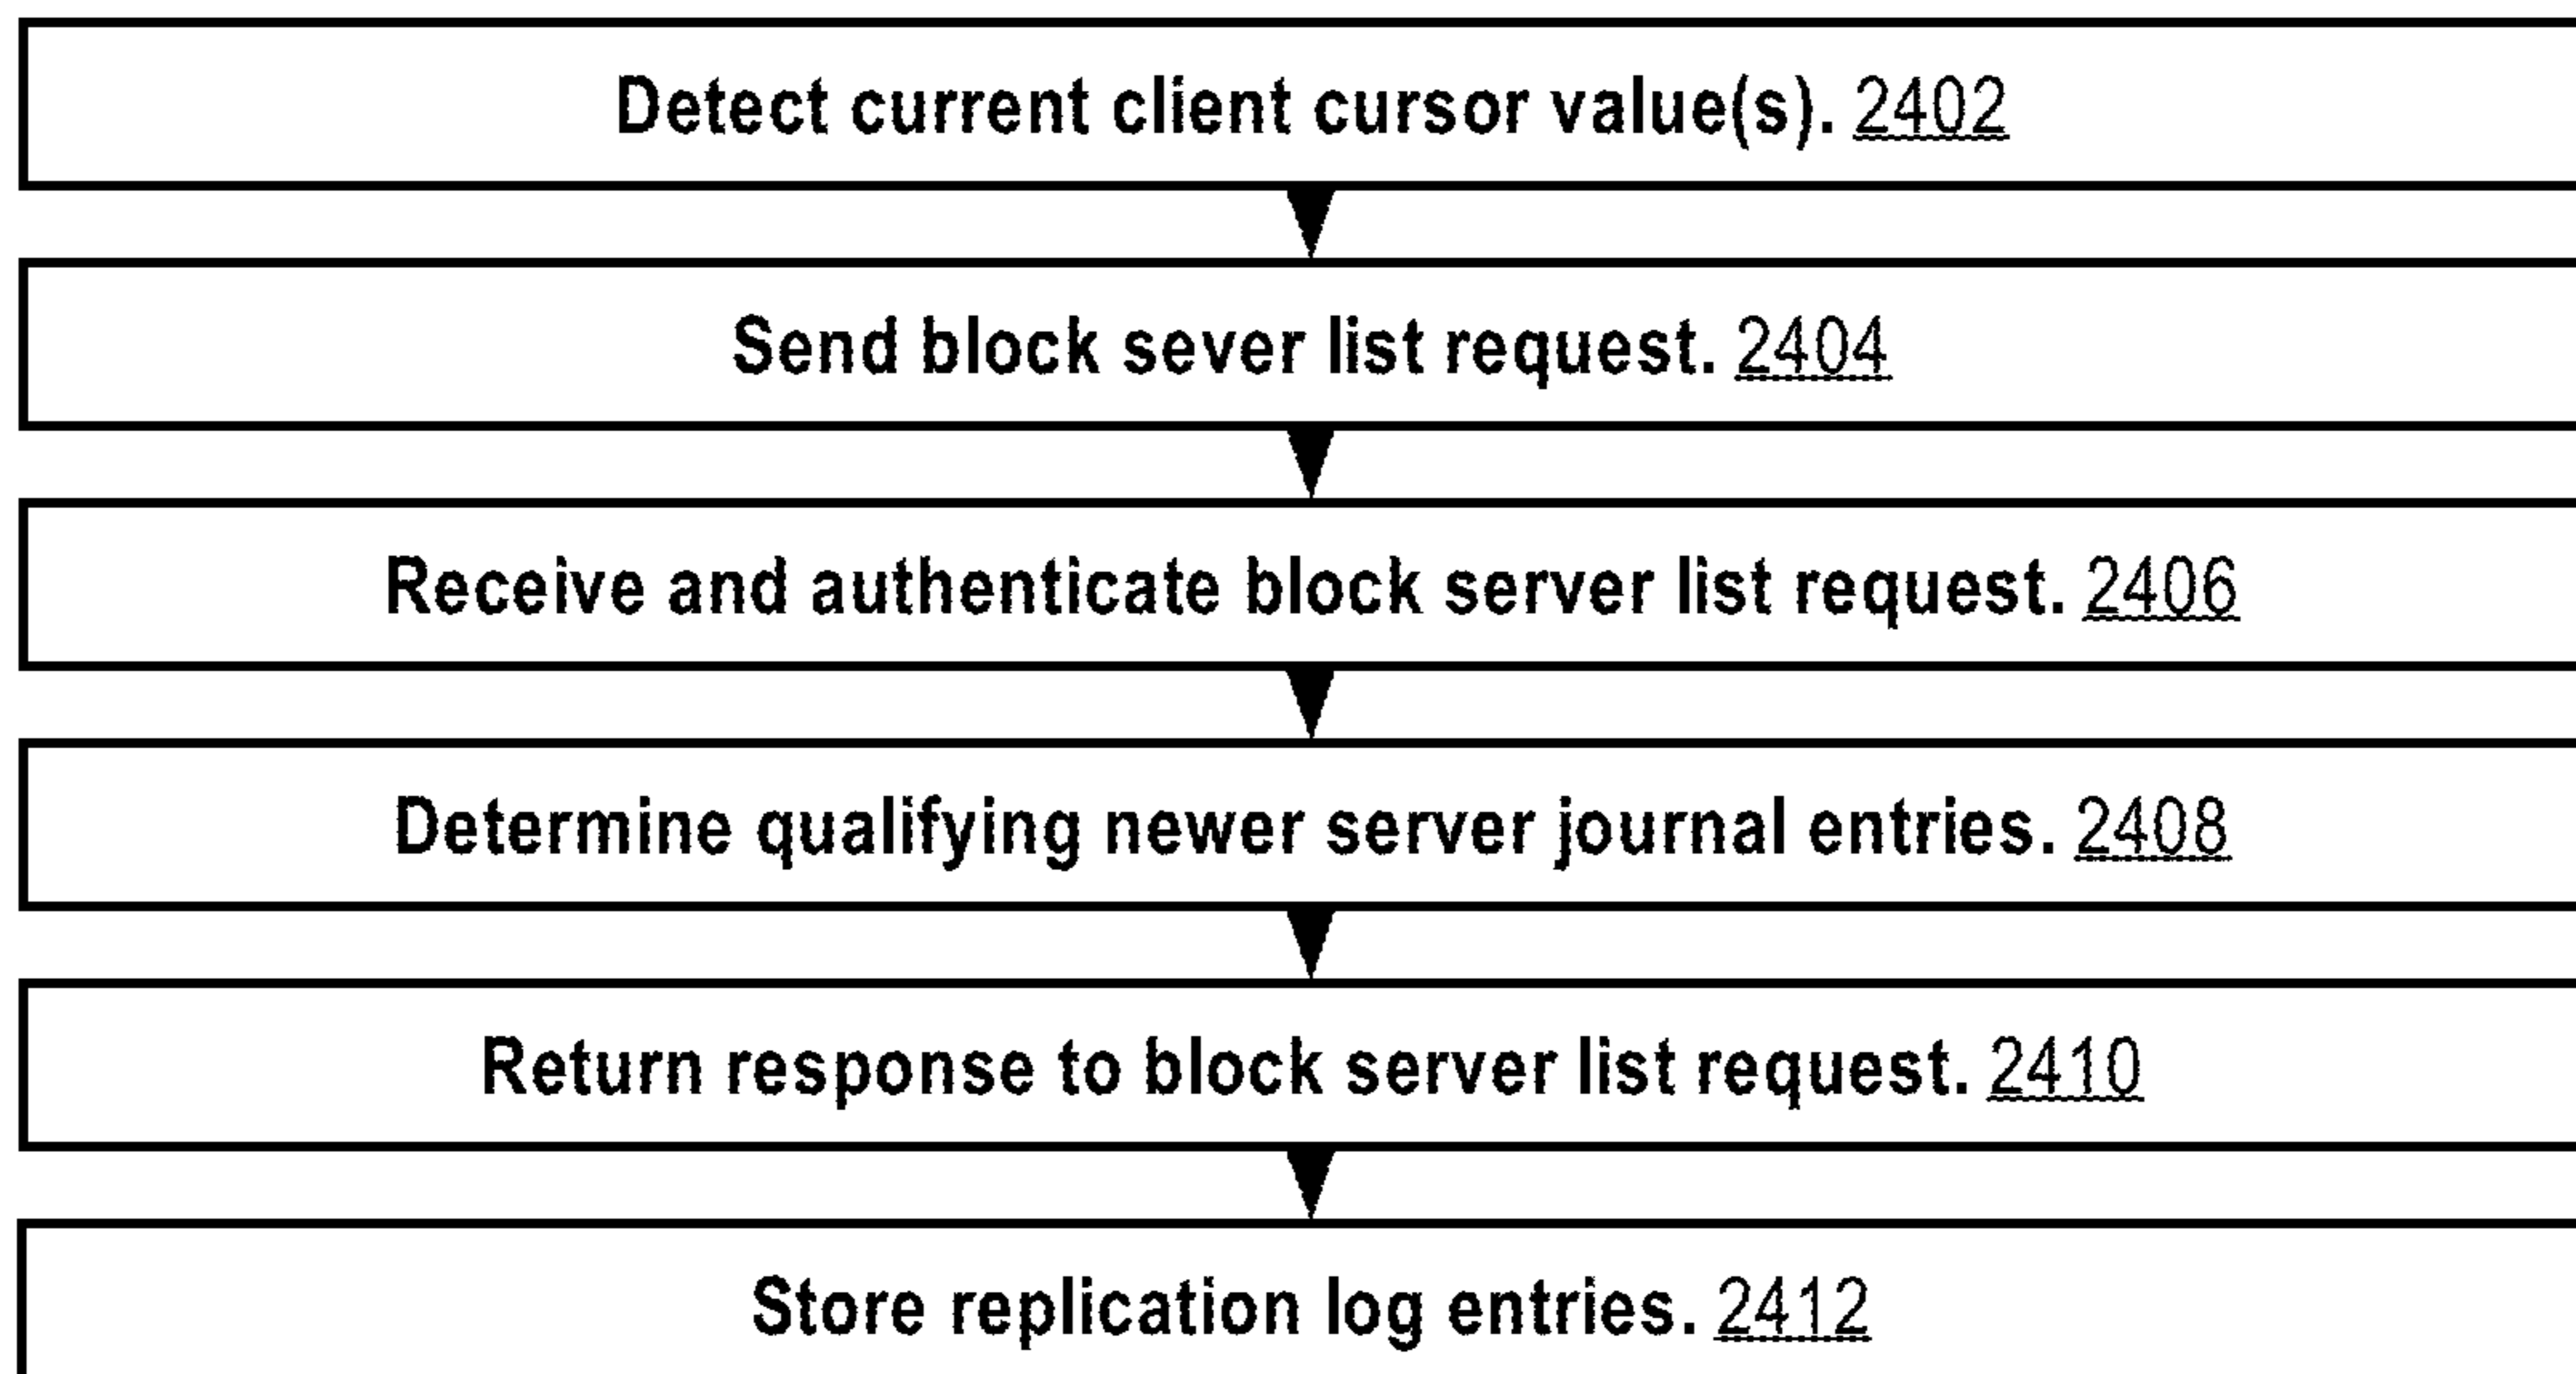 Detect current client cursor value(s). 2402
Send block sever list request. 2404
Receive and authenticate block server list request. 2406
Determine qualifying newer server journal entries. 2408
Return response to block server list request. 2410
Store replication log entries. 2412